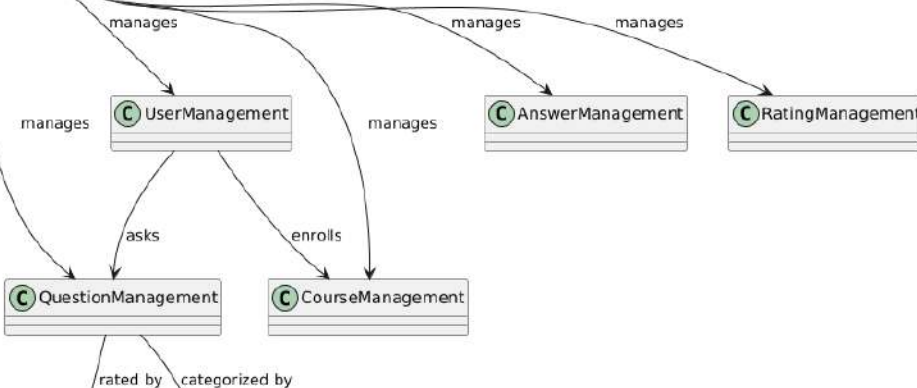 manages
manages
manages
C UserManagement
C AnswerManagement
C RatingManagement
manages
manages
asks
enrolls
C QuestionManagement
C CourseManagement
rated by
categorized by